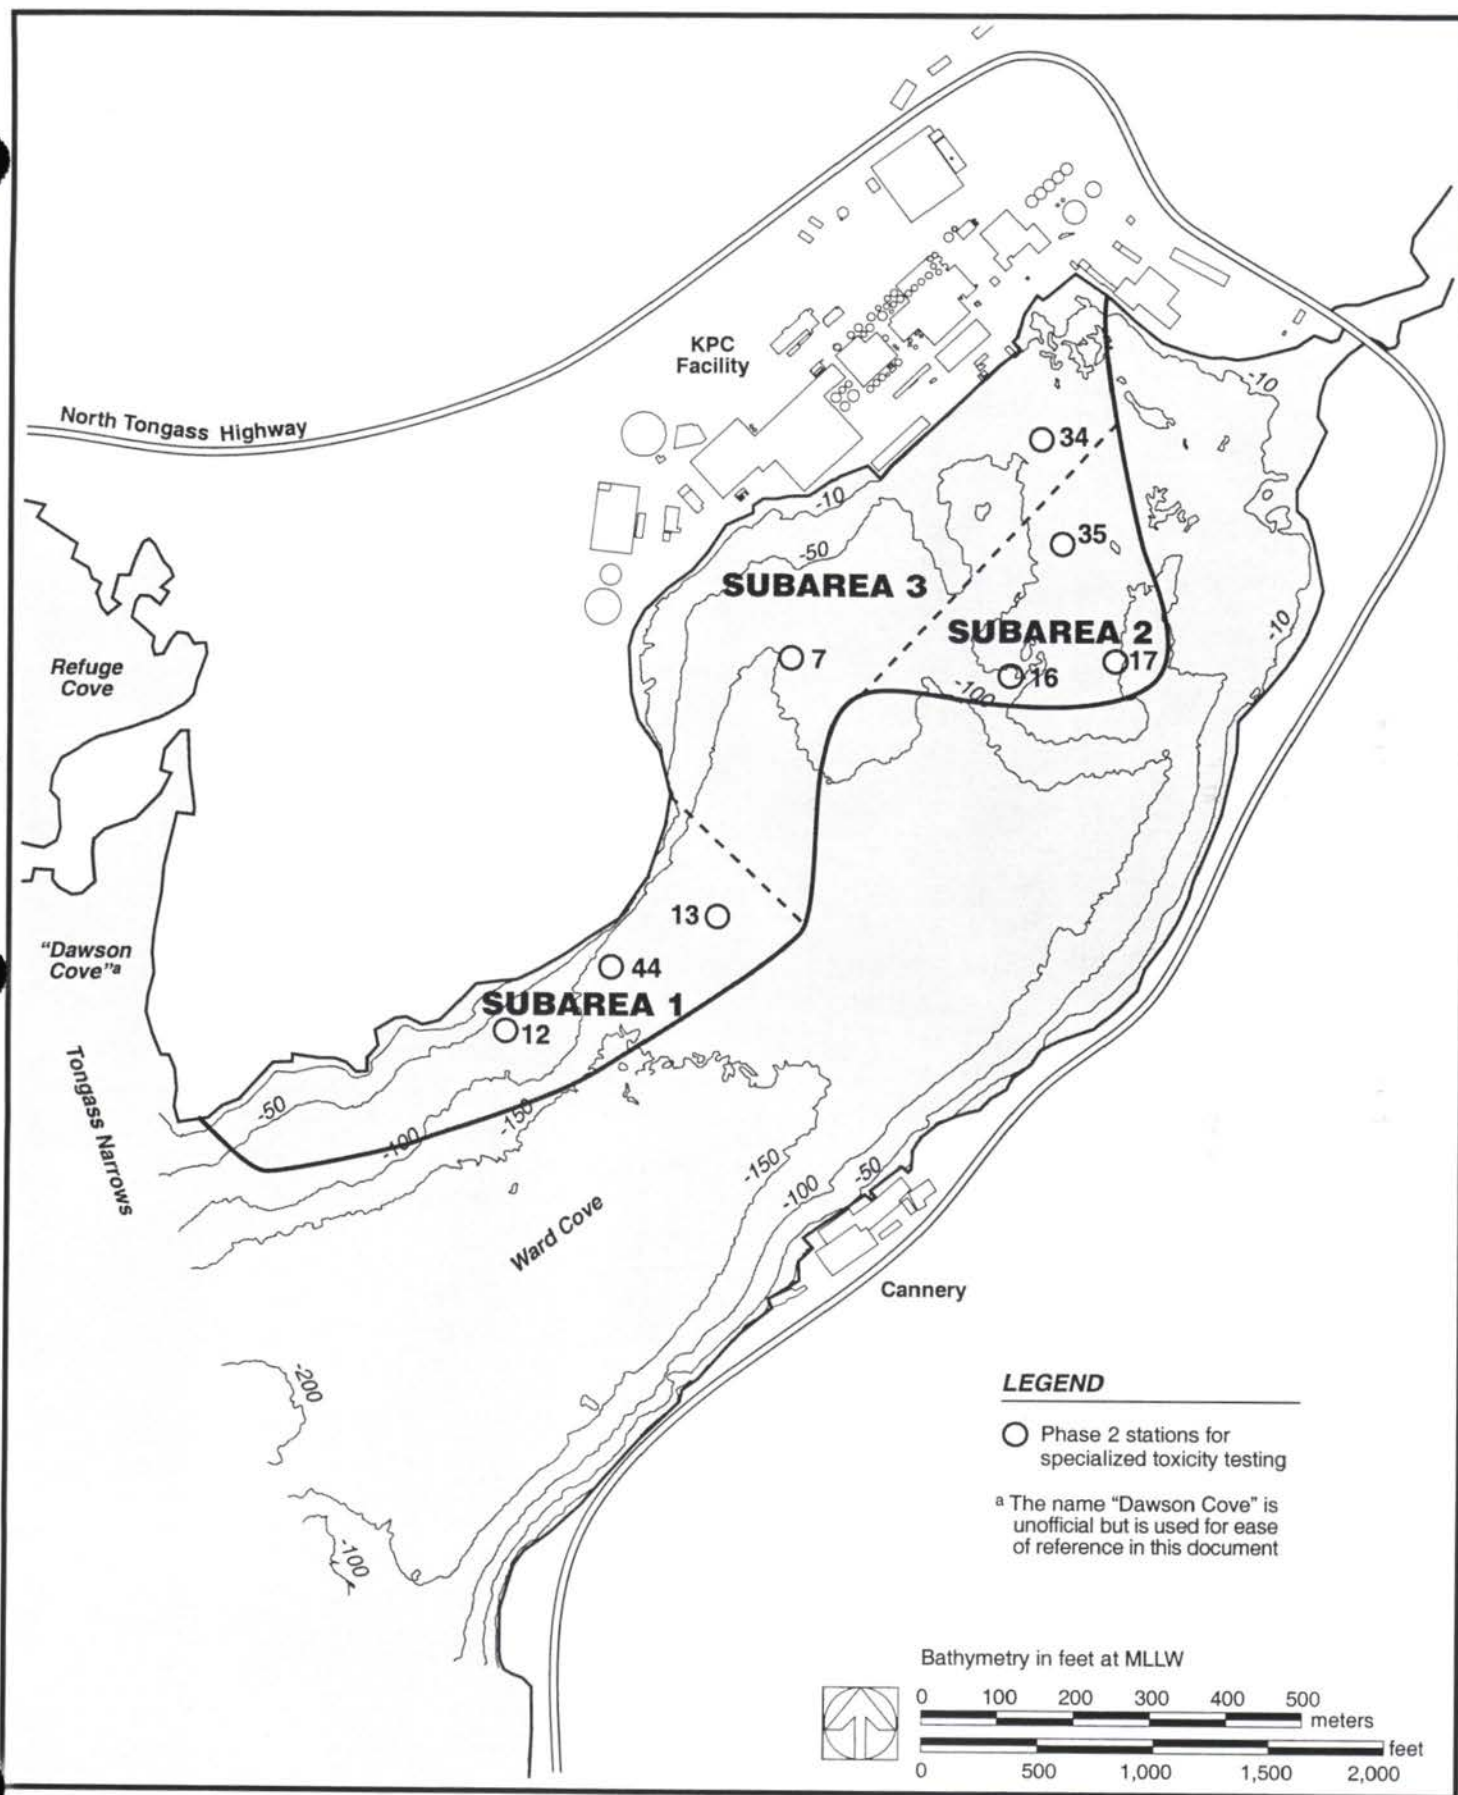 KPC
Facility
North Tongass Highway
-10
34
-10
-50
35
SUBAREA 3
SUBAREA 2
-10
Refuge
Cove
7
17
16
-100
13
"Dawson
Cove"a
44
SUBAREA 1
12
Tongass Narrows
-50
-150
-100
-150
-50
-100
Ward Cove
Cannery
-200
LEGEND
Phase 2 stations for
specialized toxicity testing
a The name "Dawson Cove" is
unofficial but is used for ease
of reference in this document
-100
Bathymetry in feet at MLLW
0 100 200 300 400 500
meters
feet
0 500 1,000 1,500 2,000